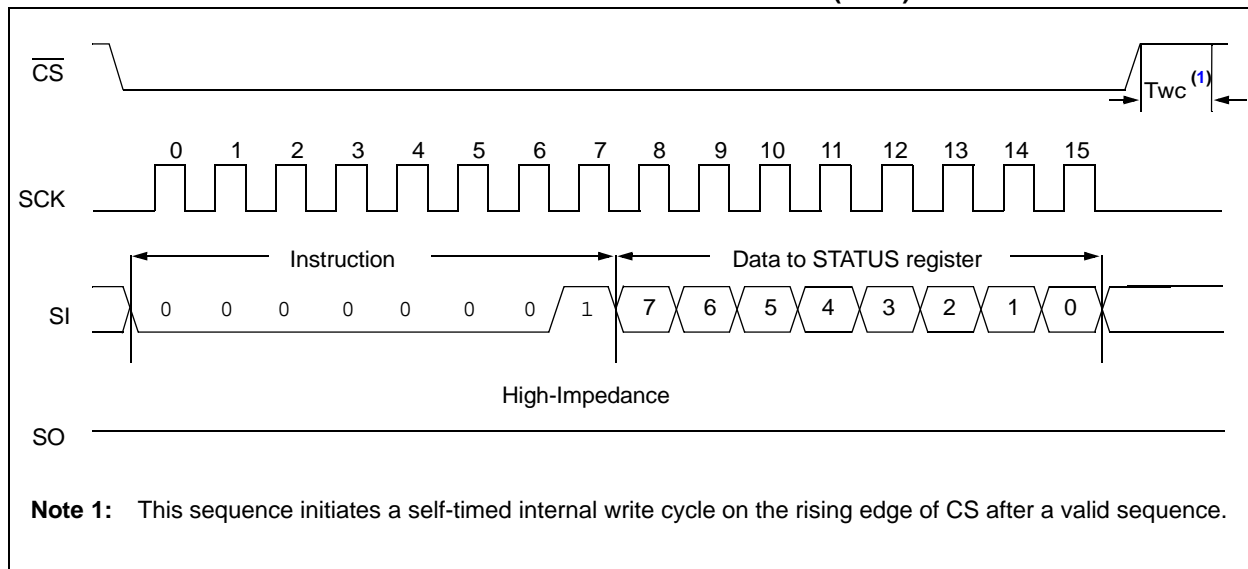 CS
Twc (1)
0 1 2 3 4 5 6 7 8 9 10 11 12 13 14 15
SCK
Instruction Data to STATUS register
SI 0 0 0 0 0 0 0 1 7 6 5 4 3 2 1 0
High-Impedance
SO
Note 1: This sequence initiates a self-timed internal write cycle on the rising edge of CS after a valid sequence.